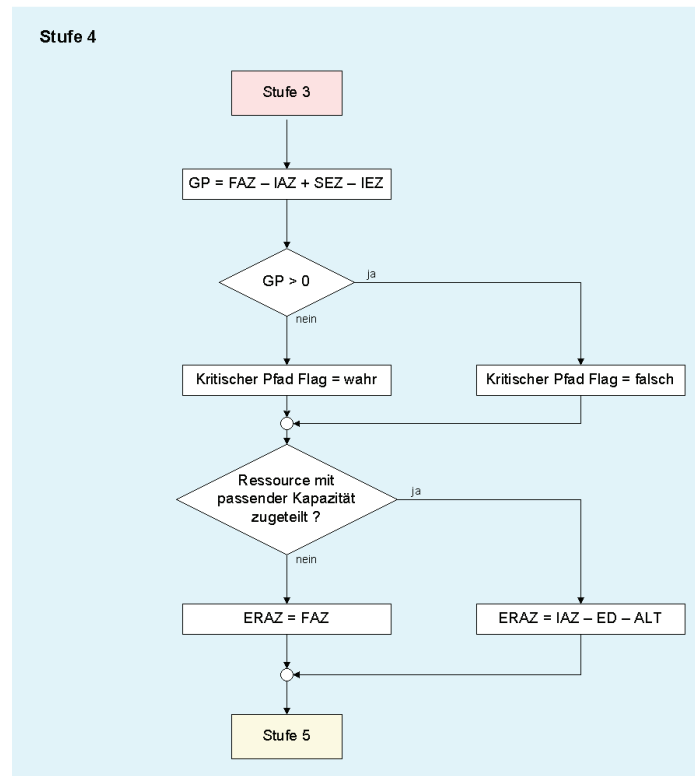 Stufe 4
Stufe 3
GP = FAZ – IAZ + SEZ – IEZ
GP > 0
ja
nein
Kritischer Pfad Flag = wahr
Kritischer Pfad Flag = falsch
Ressource mit
passender Kapazität
zugeteilt ?
ja
nein
ERAZ = FAZ
ERAZ = IAZ – ED – ALT
Stufe 5